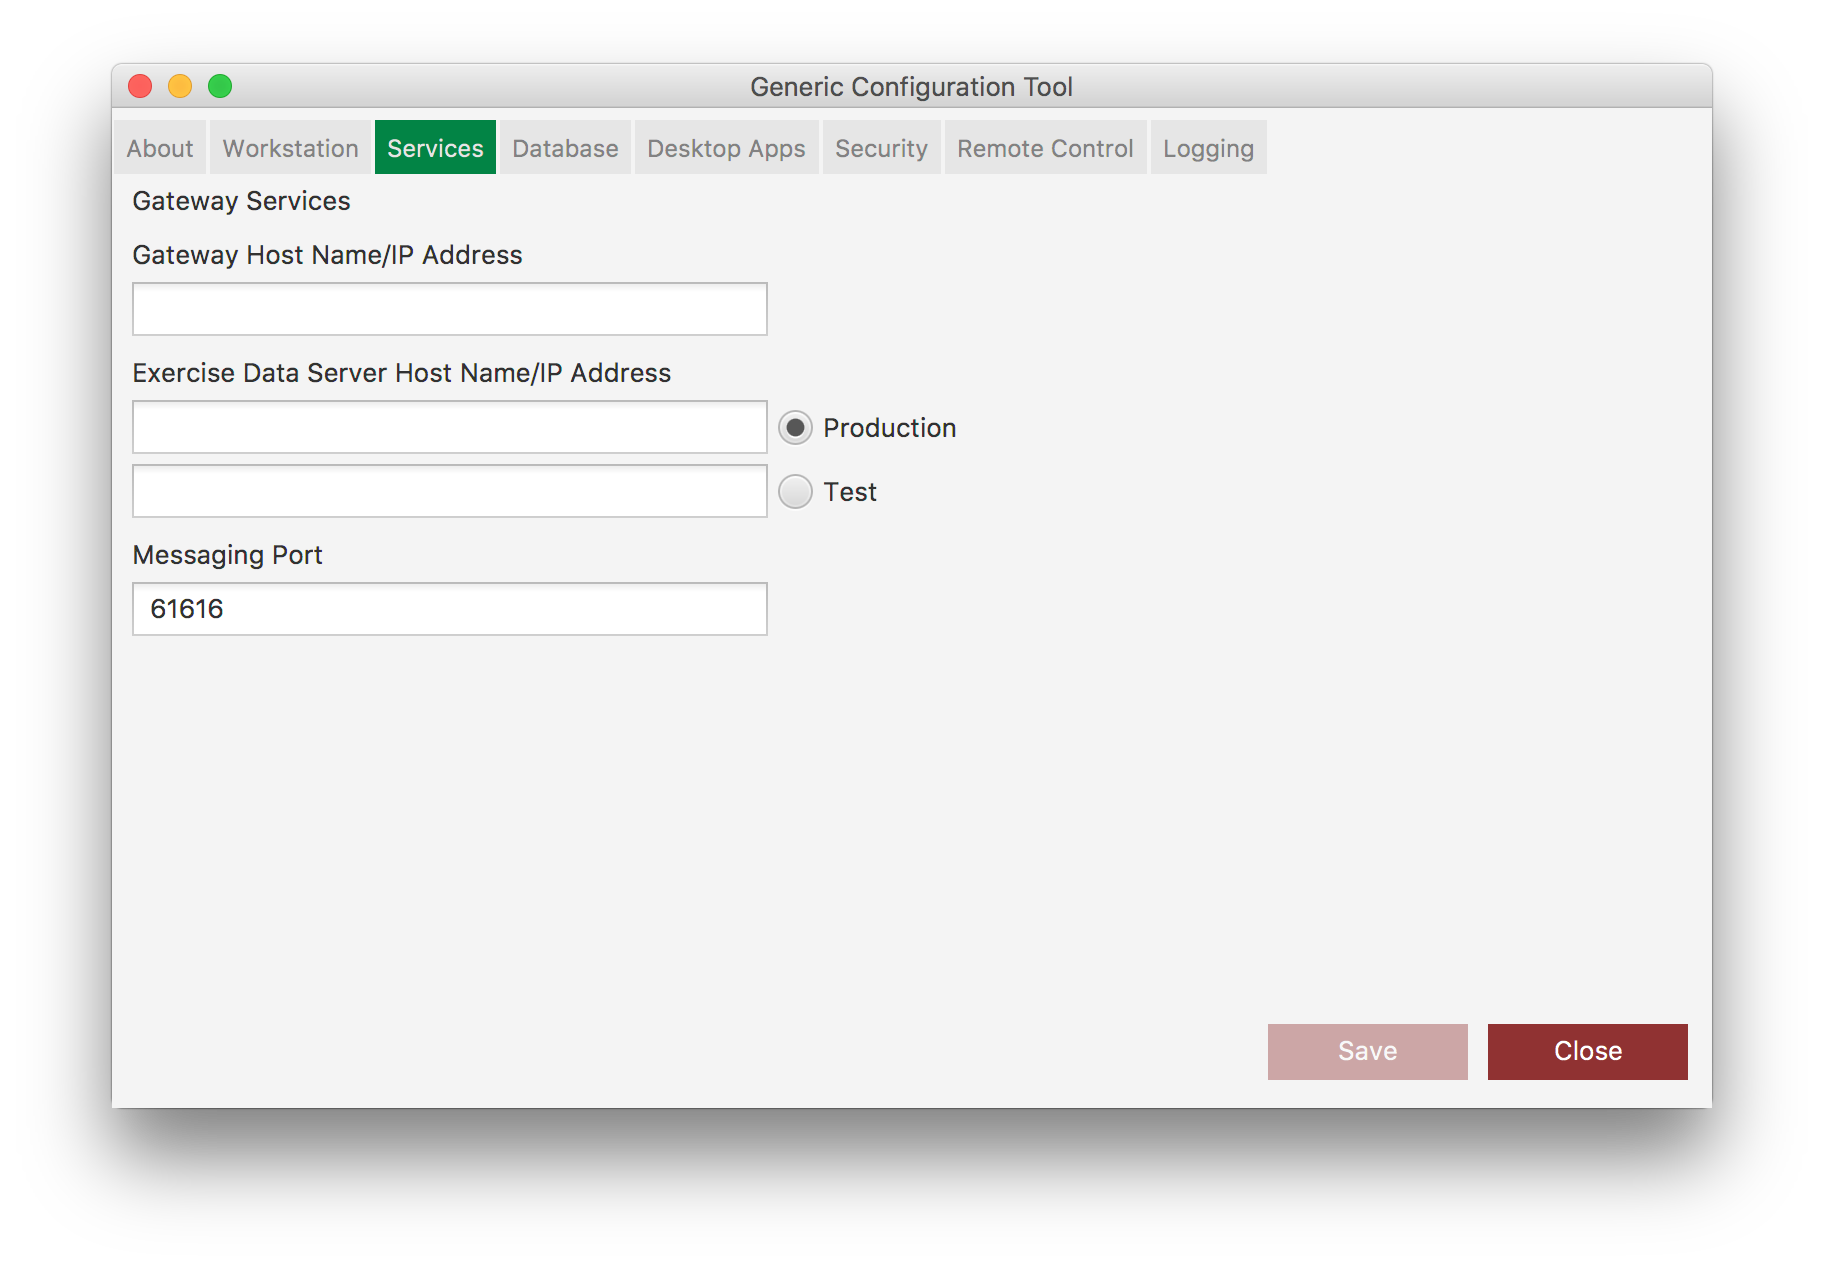 Generic Configuration Tool
About Workstation Services Database Desktop Apps Security Remote Control Logging
Gateway Services
Gateway Host Name/IP Address
Exercise Data Server Host Name/IP Address
Production
Test
Messaging Port
61616
Save Close